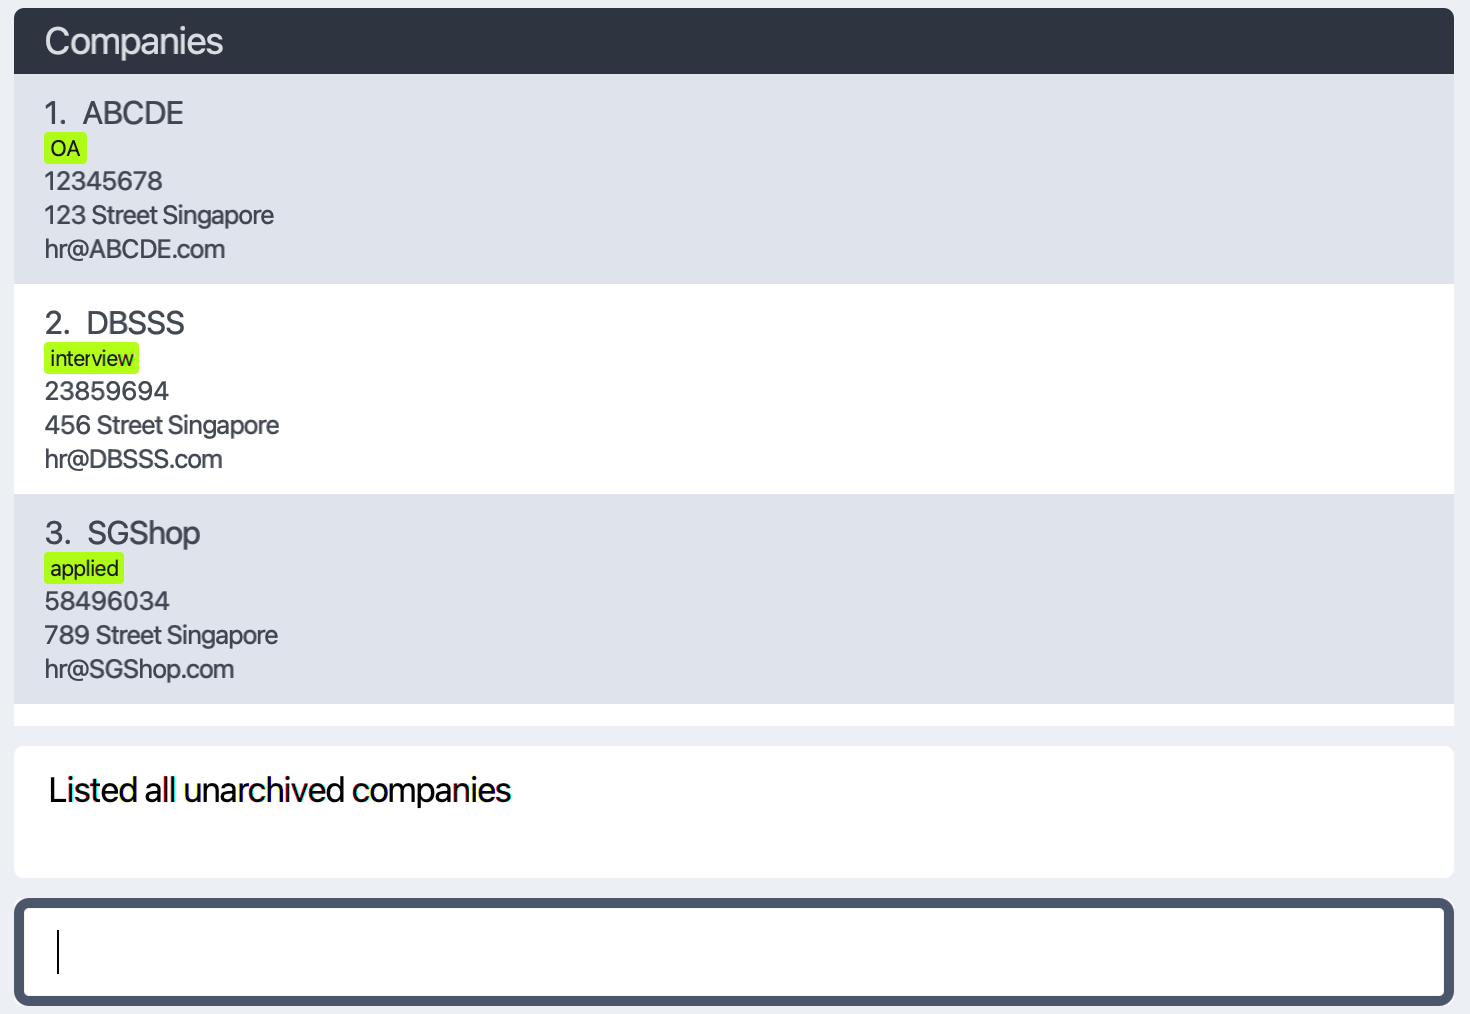 Companies
1. ABCDE
OA
12345678
123 Street Singapore
hr@ABCDE.com
2. DBSSS
interview
23859694
456 Street Singapore
hr@DBSSS.com
3. SGShop
applied
58496034
789 Street Singapore
hr@SGShop.com
Listed all unarchived companies